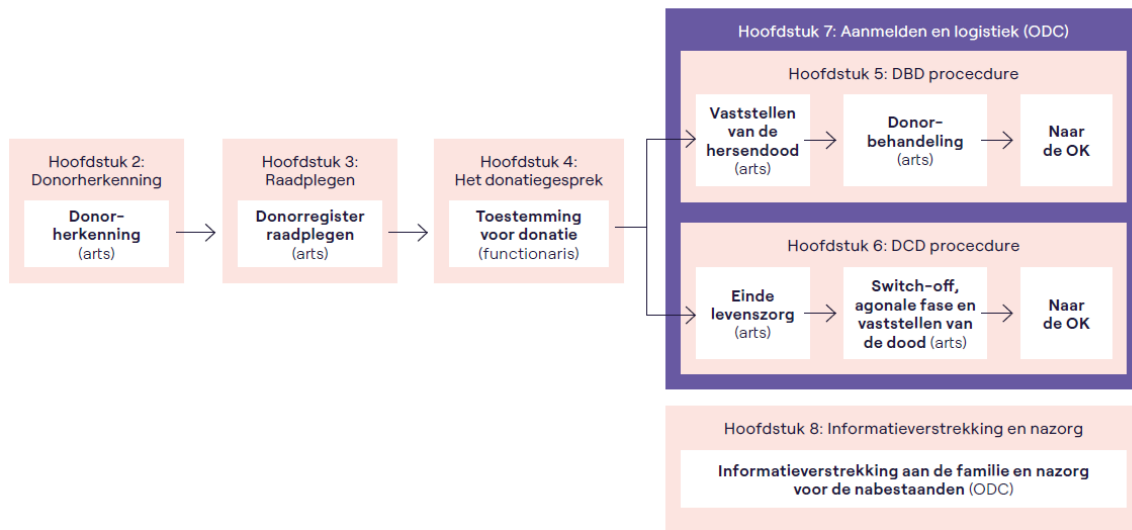 Hoofdstuk 2:
Donorherkenning
Donor-
herkenning
(arts)
Hoofdstuk 3:
Raadplegen
Donorregister
raadplegen
(arts)
Hoofdstuk 4:
Het donatiegesprek
Toestemming
voor donatie
(functionaris)
Hoofdstuk 7: Aanmelden en logistiek (ODC)
Hoofdstuk 5: DBD procecdure
Vaststellen
van de
hersendood
(arts)
Donor-
behandeling
(arts)
Naar
de OK
Hoofdstuk 6: DCD procecdure
Einde
levenszorg
(arts)
Switch-off,
agonale fase en
vaststellen van
de dood (arts)
Naar
de OK
Hoofdstuk 8: Informatieverstrekking en nazorg
Informatieverstrekking aan de familie en nazorg
voor de nabestaanden (ODC)